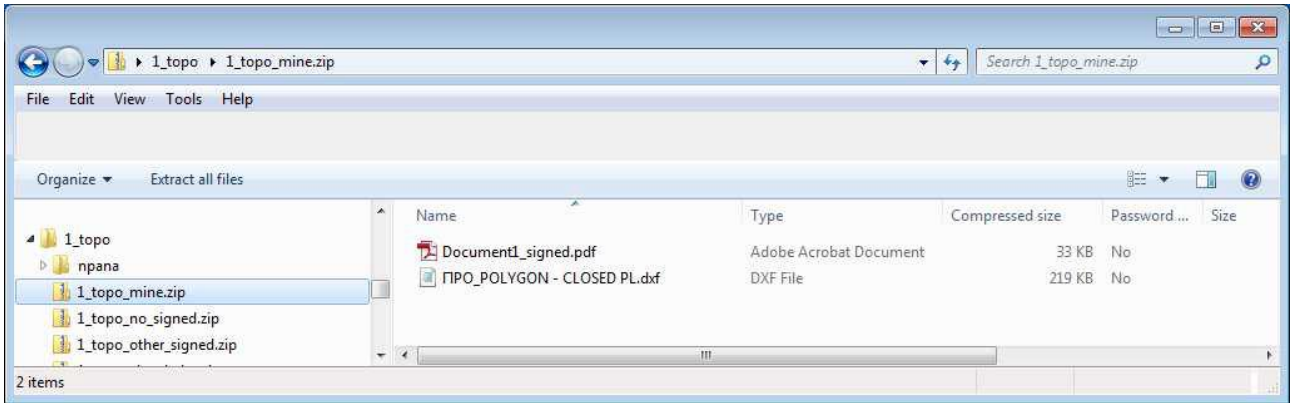 1_topo ▸ 1_topo_mine.zip
Search 1_topo_mine.zip
File Edit View Tools Help
Organize Extract all files
Name Type Compressed size Password ... Size
1_topo
npana
1_topo_mine.zip
1_topo_no_signed.zip
1_topo_other_signed.zip
Document1_signed.pdf Adobe Acrobat Document 33 KB No
ΠΡΟ_POLYGON - CLOSED PL.dxf DXF File 219 KB No
2 items